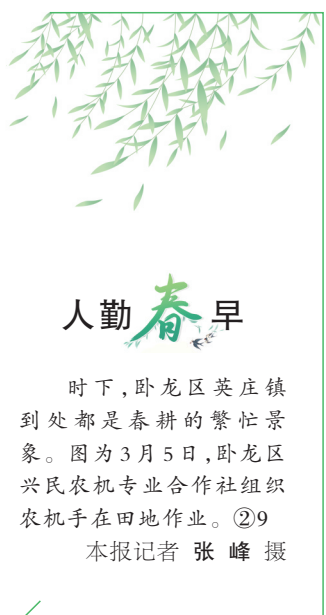 人勤春早
时下，卧龙区英庄镇
到处都是春耕的繁忙景
象。图为3月5日，卧龙区
兴民农机专业合作社组织
农机手在田地作业。②9
本报记者 张 峰 摄